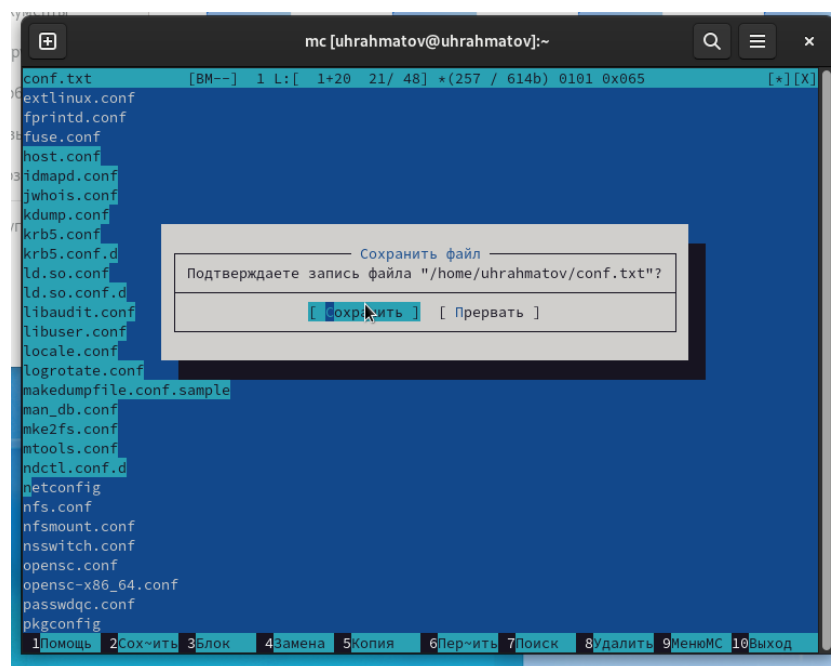 mc [uhrahmatov@uhrahmatov]:~
conf.txt [BM--] 1 L:[ 1+20 21/ 48] *(257 / 614b) 0101 0x065 [*][X]
extlinux.conf
fprintd.conf
fuse.conf
host.conf
idmapd.conf
jwhois.conf
kdump.conf
krb5.conf
krb5.conf.d
Сохранить файл
ld.so.conf
Подтверждаете запись файла "/home/uhrahmatov/conf.txt"?
ld.so.conf.d
libaudit.conf
[ Сохранить ] [ Прервать ]
libuser.conf
locale.conf
logrotate.conf
makedumpfile.conf.sample
man_db.conf
mke2fs.conf
mtools.conf
ndctl.conf.d
netconfig
nfs.conf
nfsmount.conf
nsswitch.conf
opensc.conf
opensc-x86_64.conf
passwdqc.conf
pkgconfig
1Помощь 2Сох~ить 3Блок 4Замена 5Копия 6Пер~ить 7Поиск 8Удалить 9МенюМС 10Выход